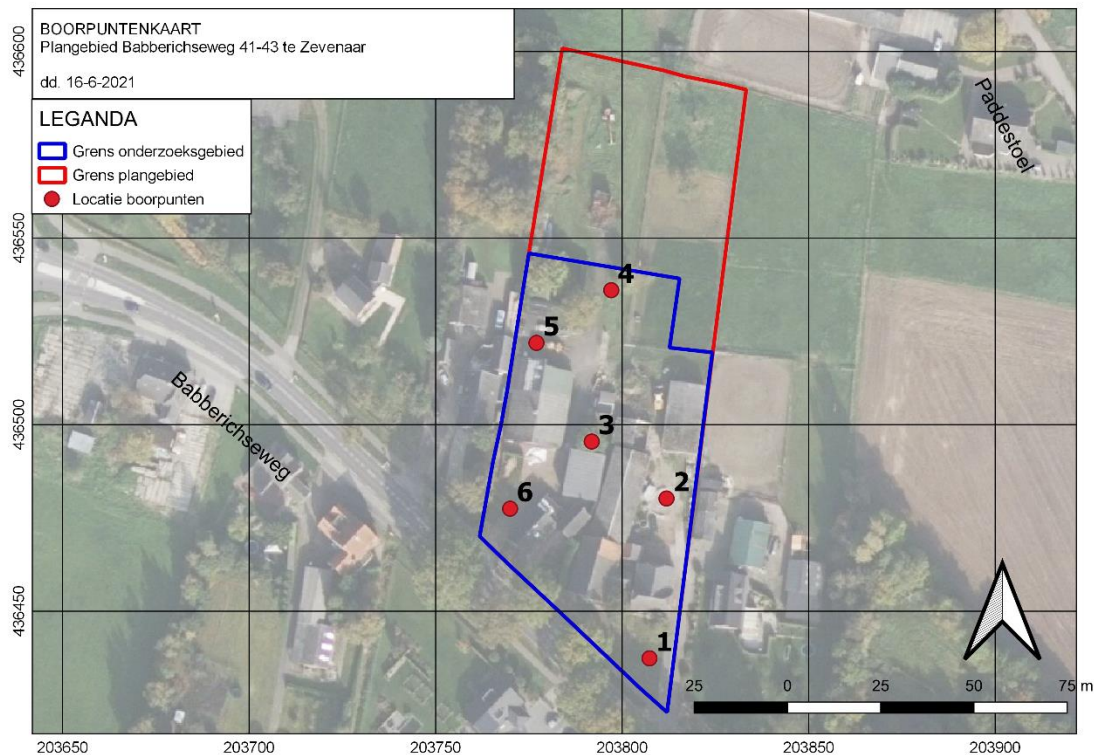 BOORPUNTENKAART
Plangebied Babberichseweg 41-43 te Zevenaar
dd. 16-6-2021
LEGANDA
Grens onderzoeksgebied
Grens plangebied
Locatie boorpunten
436600
436550
436500
436450
Paddestoel
Babberichseweg
4
5
3
2
6
1
25 0 25 50 75 m
203650 203700 203750 203800 203850 203900